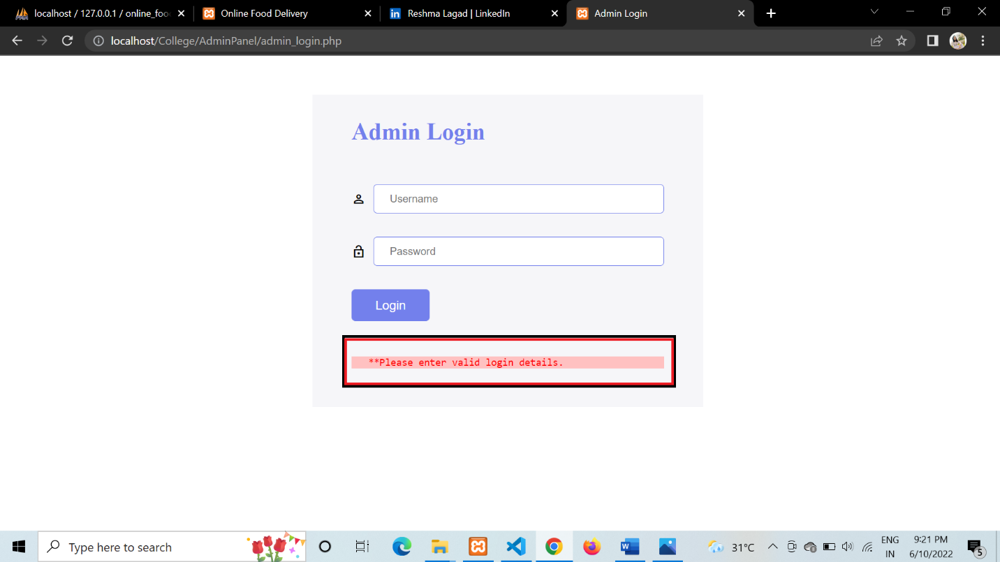 localhost / 127.0.0.1 / online_foo
Online Food Delivery
Reshma Lagad | LinkedIn
Admin Login
localhost/College/AdminPanel/admin_login.php
Admin Login
Username
Password
Login
**Please enter valid login details.
Type here to search
31°C
ENG
IN
9:21 PM
6/10/2022
5